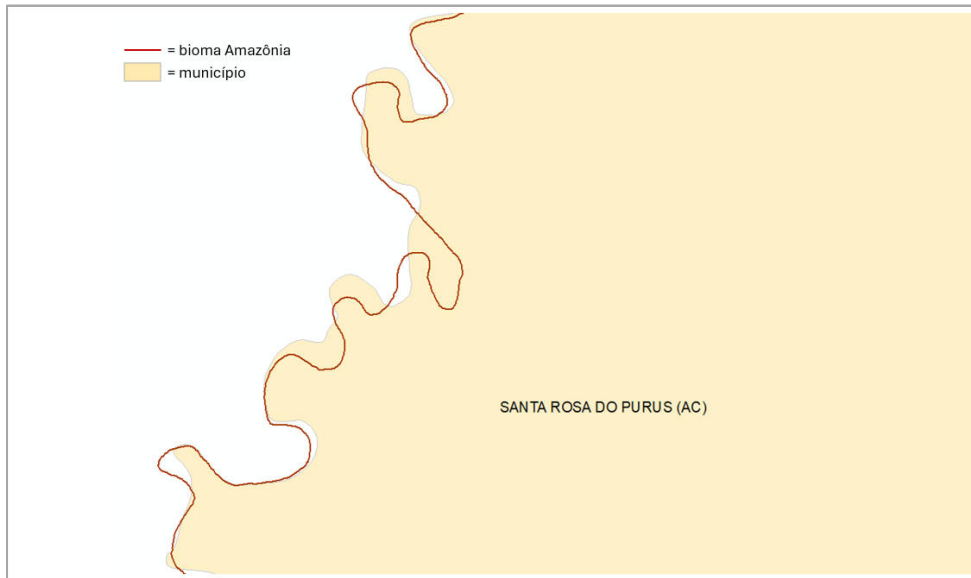 = bioma Amazônia
= município
SANTA ROSA DO PURUS (AC)